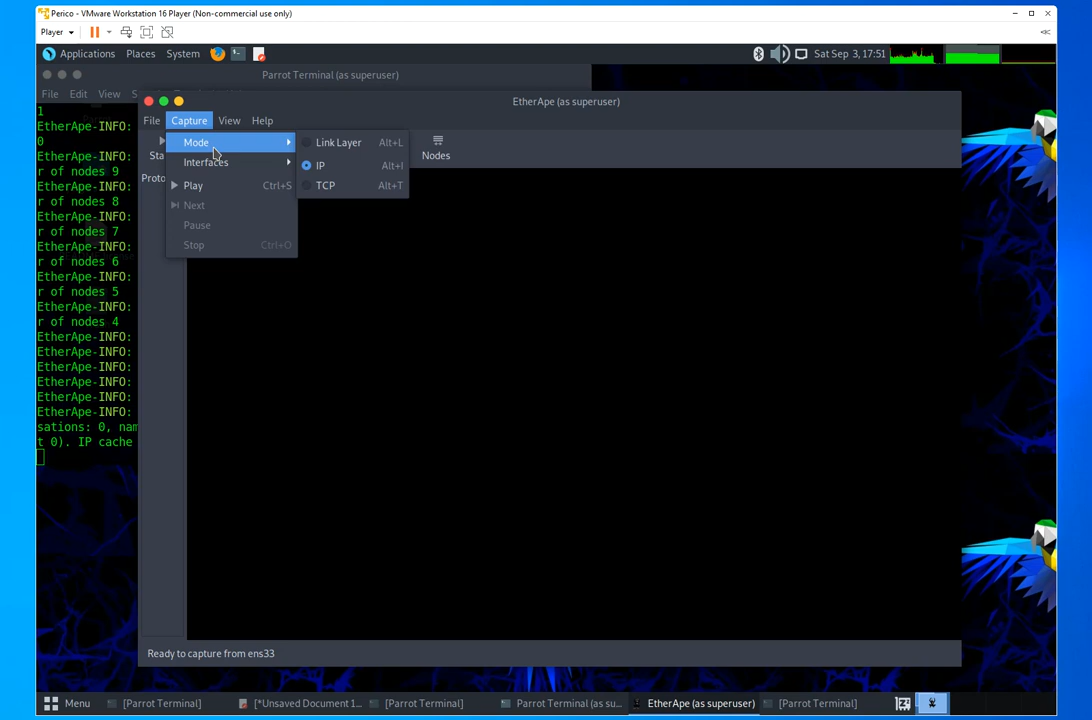 Perico - VMware Workstation 16 Player (Non-commercial use only)
Player
Applications Places System Sat Sep 3, 17:51
Parrot Terminal (as superuser)
File Edit View S
1
EtherApe-INFO:
0
EtherApe-INFO:
r of nodes 9
EtherApe-INFO:
r of nodes 8
EtherApe-INFO:
r of nodes 7
EtherApe-INFO:
r of nodes 6
EtherApe-INFO:
r of nodes 5
EtherApe-INFO:
r of nodes 4
EtherApe-INFO:
EtherApe-INFO:
EtherApe-INFO:
EtherApe-INFO:
EtherApe-INFO:
EtherApe-INFO:
sations: 0, nam
t 0). IP cache
EtherApe (as superuser)
File Capture View Help
Sta
Nodes
Proto
Mode
Interfaces
Play Ctrl+S
Next
Pause
Stop Ctrl+O
Link Layer Alt+L
IP Alt+I
TCP Alt+T
Ready to capture from ens33
Menu [Parrot Terminal] [*Unsaved Document 1... [Parrot Terminal] Parrot Terminal (as su... EtherApe (as superuser) [Parrot Terminal]